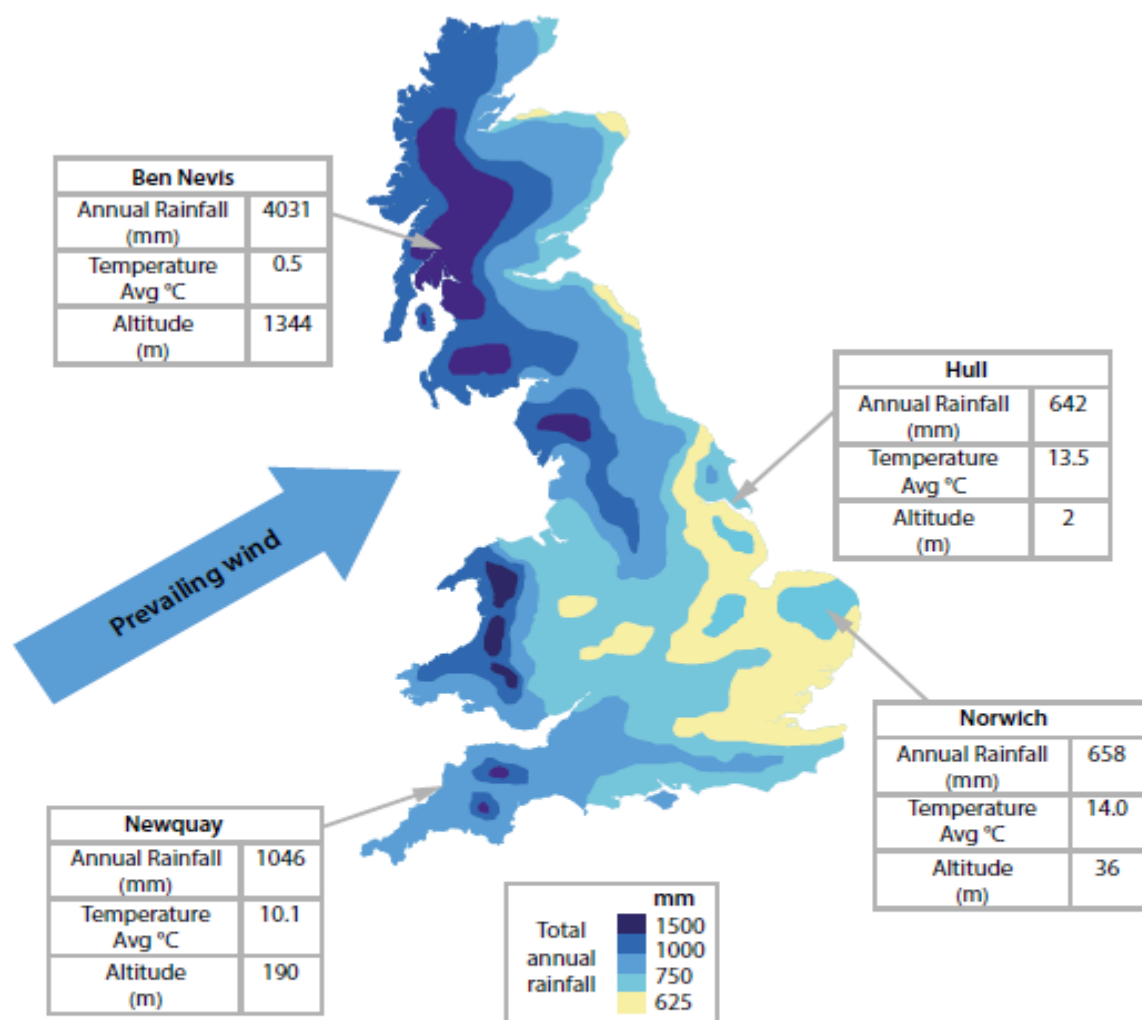 Ben Nevis
Annual Rainfall 4031
(mm)
Temperature 0.5
Avg °C
Altitude 1344
(m)
Hull
Annual Rainfall 642
(mm)
Temperature 13.5
Avg °C
Altitude 2
(m)
Prevailing wind
Norwich
Annual Rainfall 658
(mm)
Temperature 14.0
Avg °C
Altitude 36
(m)
Newquay
Annual Rainfall 1046
(mm)
Temperature 10.1
Avg °C
Altitude 190
(m)
mm
Total 1500
annual 1000
rainfall 750
625